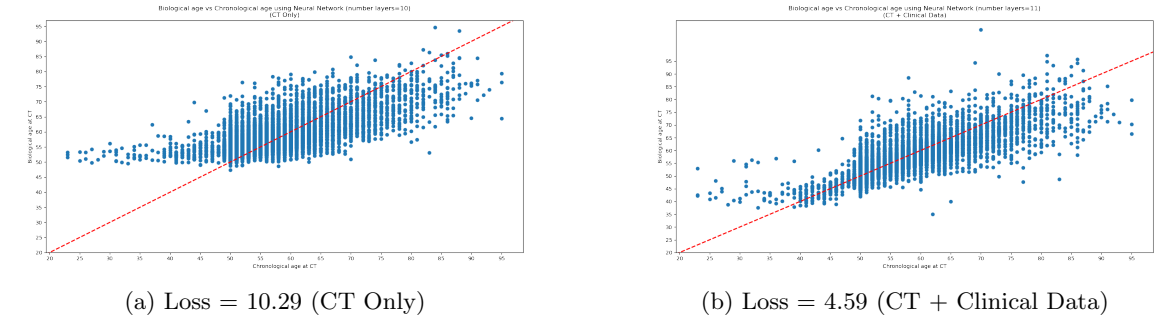 Biological age vs Chronological age using Neural Network (number layers=10)
(CT Only)
95
90
85
80
75
70
65
60
55
50
45
40
35
30
25
20
Biological age at CT
20 25 30 35 40 45 50 55 60 65 70 75 80 85 90 95
Chronological age at CT
(a) Loss = 10.29 (CT Only)
Biological age vs Chronological age using Neural Network (number layers=11)
(CT + Clinical Data)
95
90
85
80
75
70
65
60
55
50
45
40
35
30
25
20
Biological age at CT
20 25 30 35 40 45 50 55 60 65 70 75 80 85 90 95
Chronological age at CT
(b) Loss = 4.59 (CT + Clinical Data)